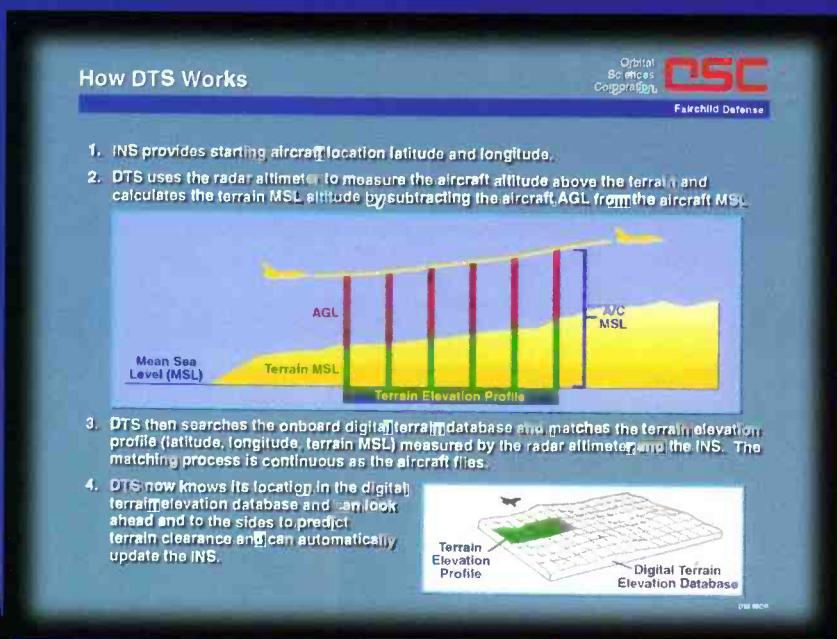 How DTS Works
Orbital
Sciences
Corporation
OSC
Fairchild Defense
1. INS provides starting aircraft location latitude and longitude.
2. DTS uses the radar altimeter to measure the aircraft altitude above the terrain and
calculates the terrain MSL altitude by subtracting the aircraft AGL from the aircraft MSL
AGL
A/C
MSL
Mean Sea
Level (MSL)
Terrain MSL
Terrain Elevation Profile
3. DTS then searches the onboard digital terrain database and matches the terrain elevation
profile (latitude, longitude, terrain MSL) measured by the radar altimeter and the INS. The
matching process is continuous as the aircraft flies.
4. DTS now knows its location in the digital
terrain elevation database and can look
ahead and to the sides to predict
terrain clearance and can automatically
update the INS.
Terrain
Elevation
Profile
Digital Terrain
Elevation Database